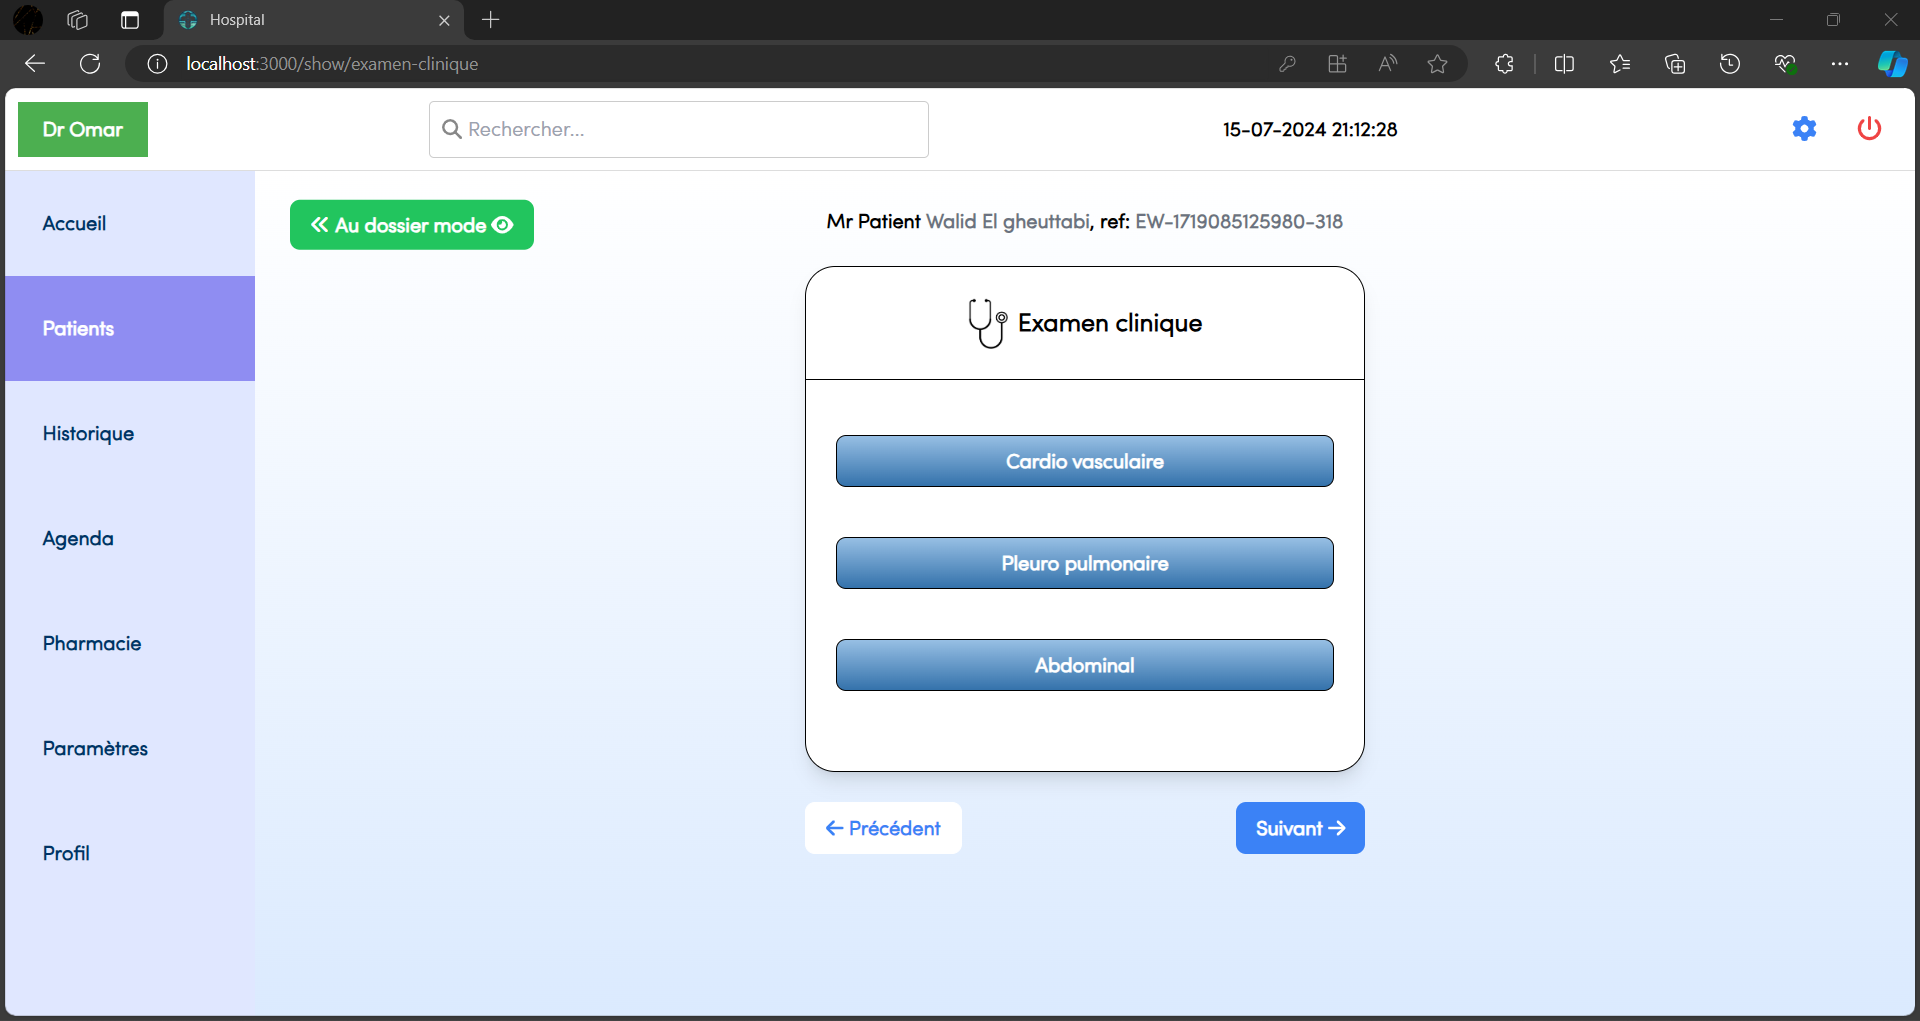 Hospital
localhost:3000/show/examen-clinique
Dr Omar
Rechercher...
15-07-2024 21:12:28
Accueil
Patients
Historique
Agenda
Pharmacie
Paramètres
Profil
Au dossier mode
Mr Patient Walid El gheuttabi, ref: EW-1719085125980-318
Examen clinique
Cardio vasculaire
Pleuro pulmonaire
Abdominal
Précédent
Suivant